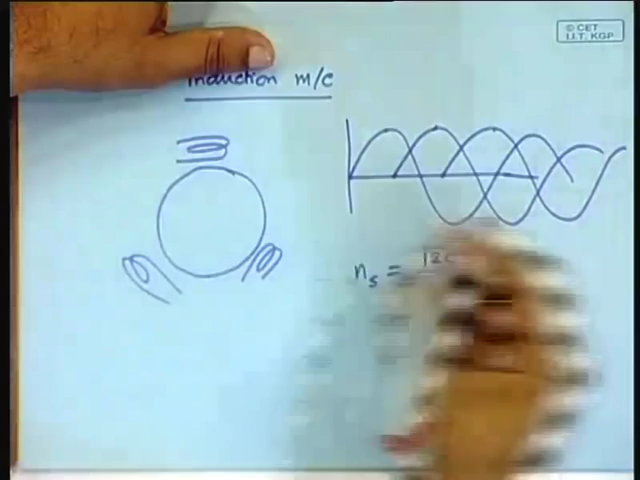 © CET
I.I.T. KGP
Induction m/c
n_s =